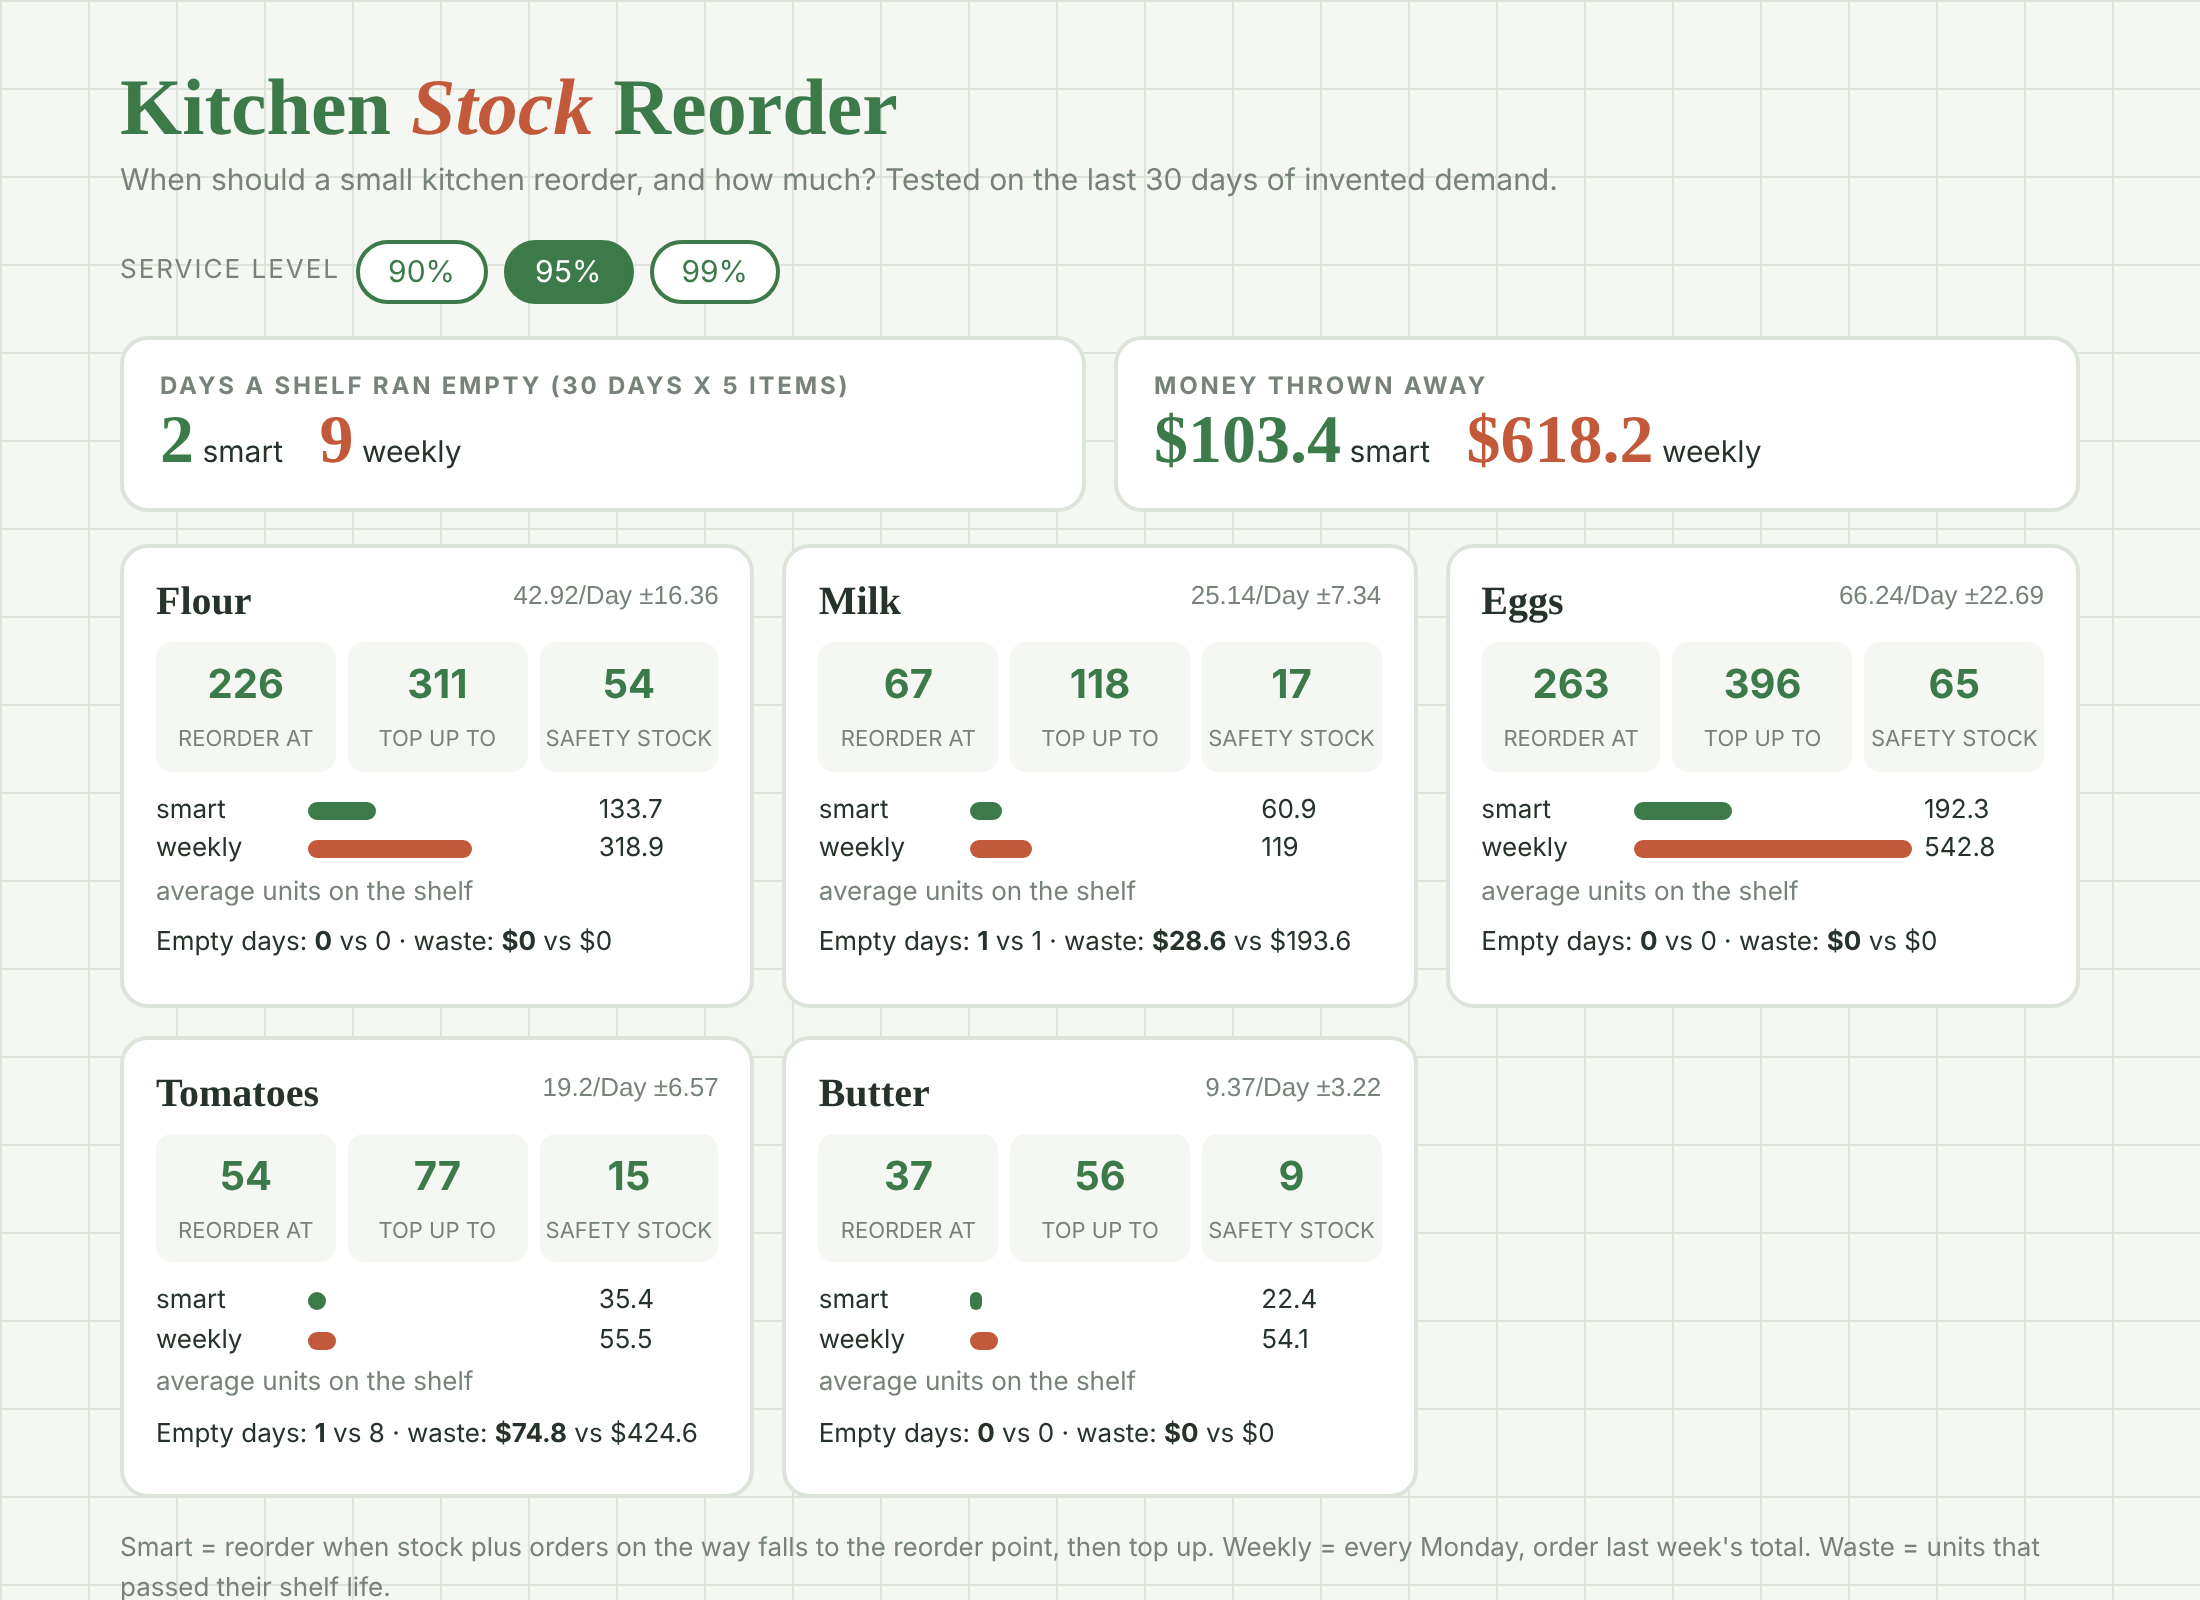 Kitchen Stock Reorder
When should a small kitchen reorder, and how much? Tested on the last 30 days of invented demand.
SERVICE LEVEL 90% 95% 99%
DAYS A SHELF RAN EMPTY (30 DAYS X 5 ITEMS)
2 smart 9 weekly
MONEY THROWN AWAY
$103.4 smart $618.2 weekly
Flour 42.92/Day ±16.36
226 311 54
REORDER AT TOP UP TO SAFETY STOCK
smart 133.7
weekly 318.9
average units on the shelf
Empty days: 0 vs 0 · waste: $0 vs $0
Milk 25.14/Day ±7.34
67 118 17
REORDER AT TOP UP TO SAFETY STOCK
smart 60.9
weekly 119
average units on the shelf
Empty days: 1 vs 1 · waste: $28.6 vs $193.6
Eggs 66.24/Day ±22.69
263 396 65
REORDER AT TOP UP TO SAFETY STOCK
smart 192.3
weekly 542.8
average units on the shelf
Empty days: 0 vs 0 · waste: $0 vs $0
Tomatoes 19.2/Day ±6.57
54 77 15
REORDER AT TOP UP TO SAFETY STOCK
smart 35.4
weekly 55.5
average units on the shelf
Empty days: 1 vs 8 · waste: $74.8 vs $424.6
Butter 9.37/Day ±3.22
37 56 9
REORDER AT TOP UP TO SAFETY STOCK
smart 22.4
weekly 54.1
average units on the shelf
Empty days: 0 vs 0 · waste: $0 vs $0
Smart = reorder when stock plus orders on the way falls to the reorder point, then top up. Weekly = every Monday, order last week's total. Waste = units that
passed their shelf life.